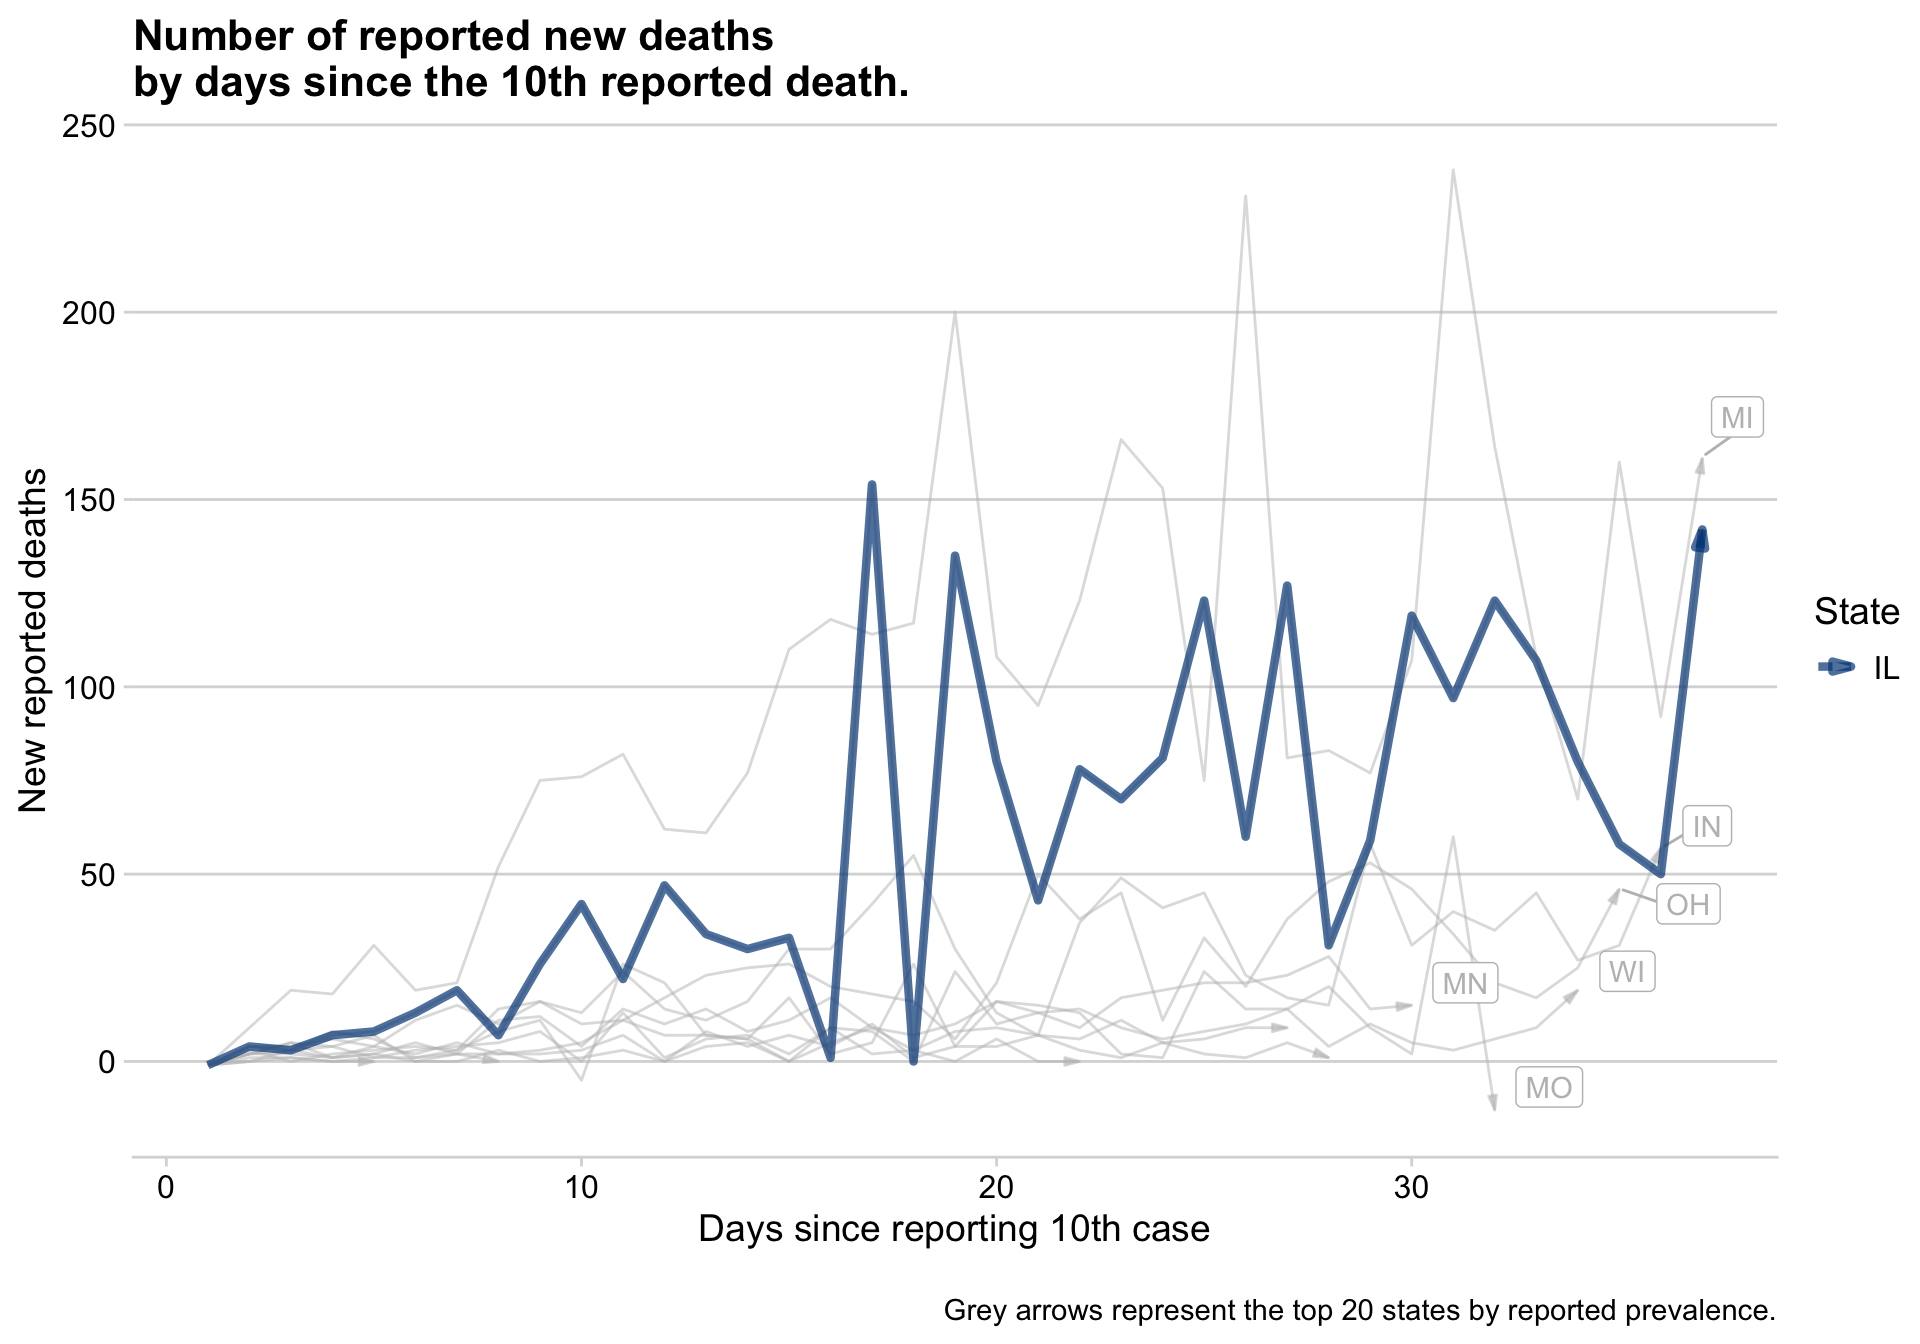 Number of reported new deaths
by days since the 10th reported death.
250
200
150
100
50
0
New reported deaths
MI
IN
OH
WI
MN
MO
State
IL
0
10
20
30
Days since reporting 10th case
Grey arrows represent the top 20 states by reported prevalence.